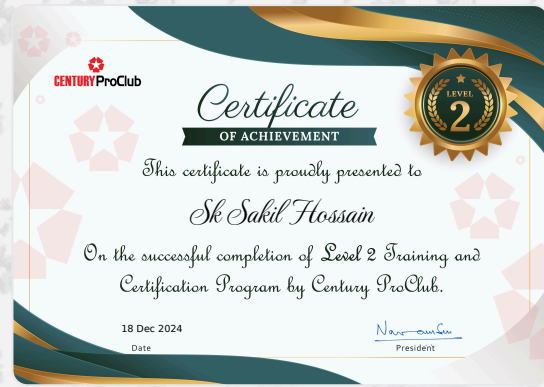 CENTURY ProClub
Certificate
OF ACHIEVEMENT
LEVEL
2
This certificate is proudly presented to
Sk Sakil Hossain
On the successful completion of Level 2 Training and
Certification Program by Century ProClub.
18 Dec 2024
Date
President